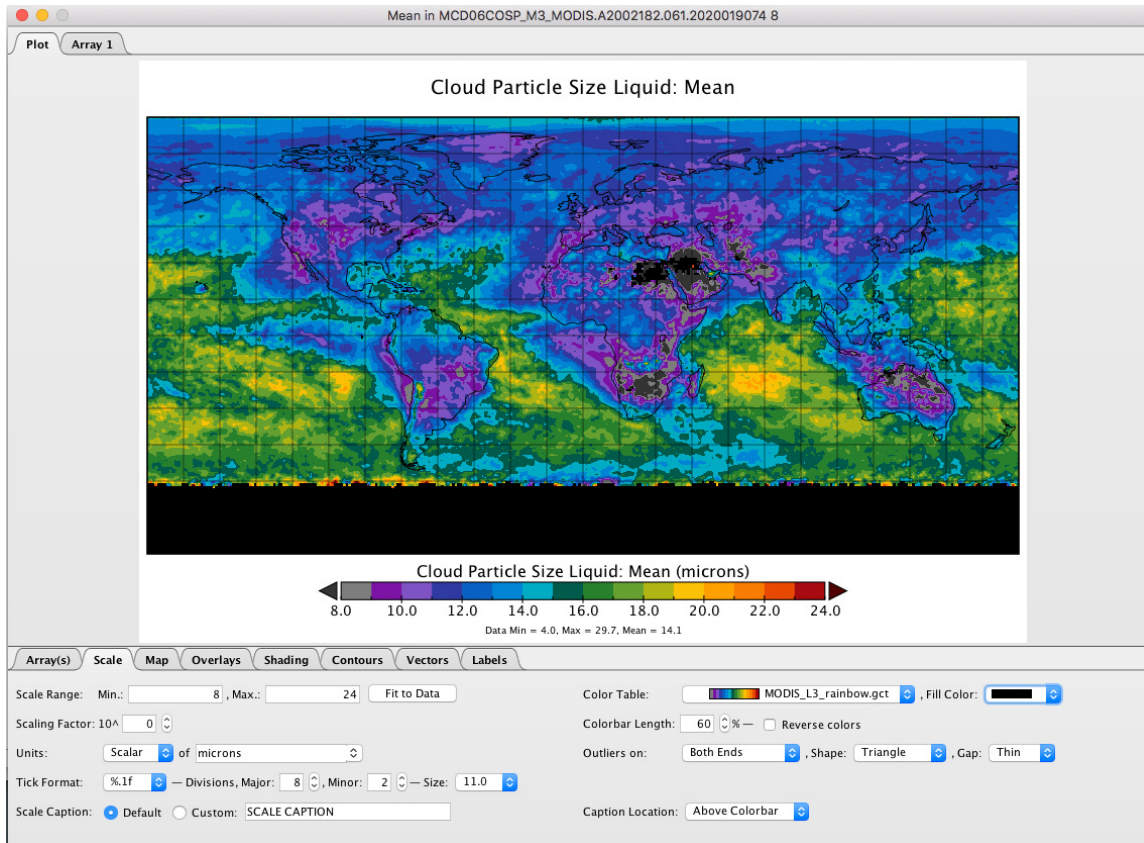 Mean in MCD06COSP_M3_MODIS.A2002182.061.2020019074 8
Plot Array 1
Cloud Particle Size Liquid: Mean
Cloud Particle Size Liquid: Mean (microns)
8.0 10.0 12.0 14.0 16.0 18.0 20.0 22.0 24.0
Data Min = 4.0, Max = 29.7, Mean = 14.1
Array(s) Scale Map Overlays Shading Contours Vectors Labels
Scale Range: Min.: 8 , Max.: 24 Fit to Data Color Table: MODIS_L3_rainbow.gct , Fill Color:
Scaling Factor: 10^ 0 Colorbar Length: 60 % — Reverse colors
Units: Scalar of microns Outliers on: Both Ends , Shape: Triangle , Gap: Thin
Tick Format: %.1f — Divisions, Major: 8 , Minor: 2 — Size: 11.0
Scale Caption: Default Custom: SCALE CAPTION Caption Location: Above Colorbar